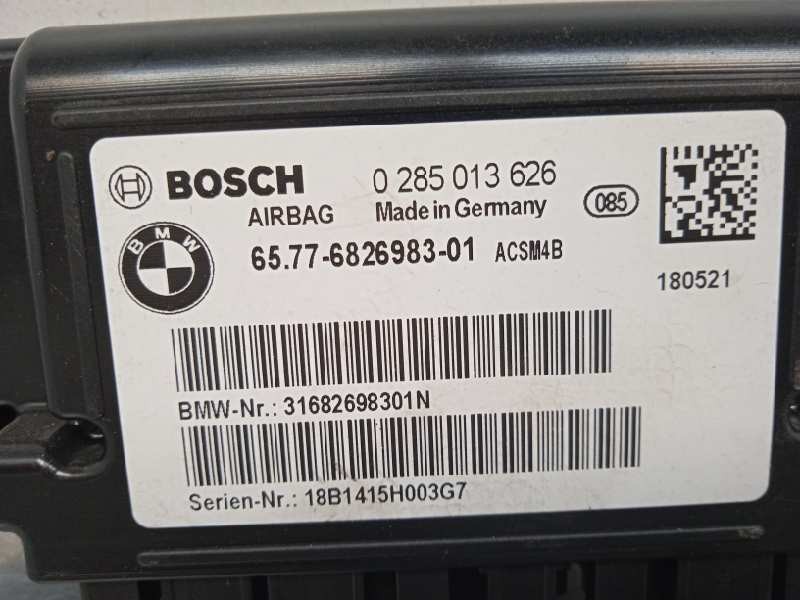 BOSCH 0 285 013 626
AIRBAG Made in Germany 085
BMW 65.77-6826983-01 ACSM4B
180521
BMW-Nr.: 31682698301N
Serien-Nr.: 18B1415H003G7